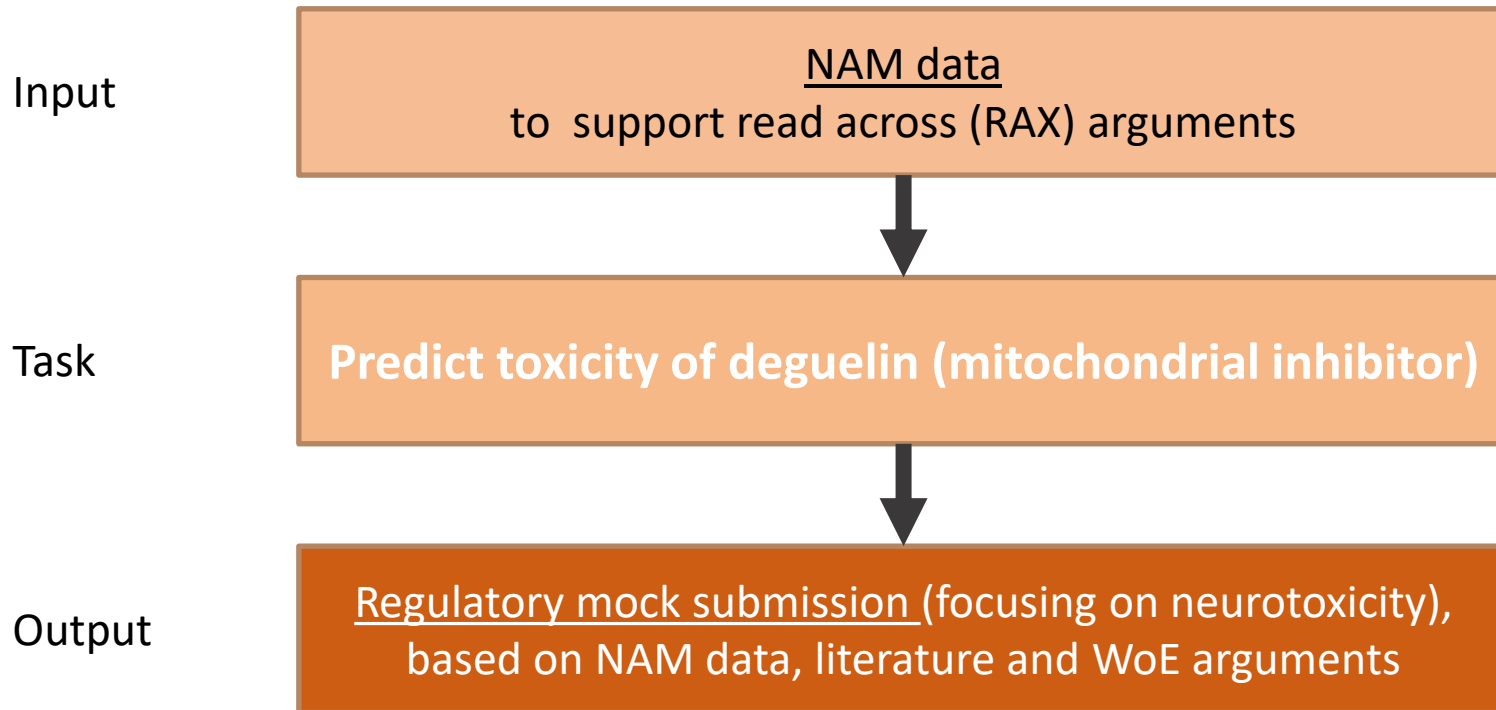 Input
NAM data
to  support read across (RAX) arguments
Task
Predict toxicity of deguelin (mitochondrial inhibitor)
Output
Regulatory mock submission (focusing on neurotoxicity),
based on NAM data, literature and WoE arguments